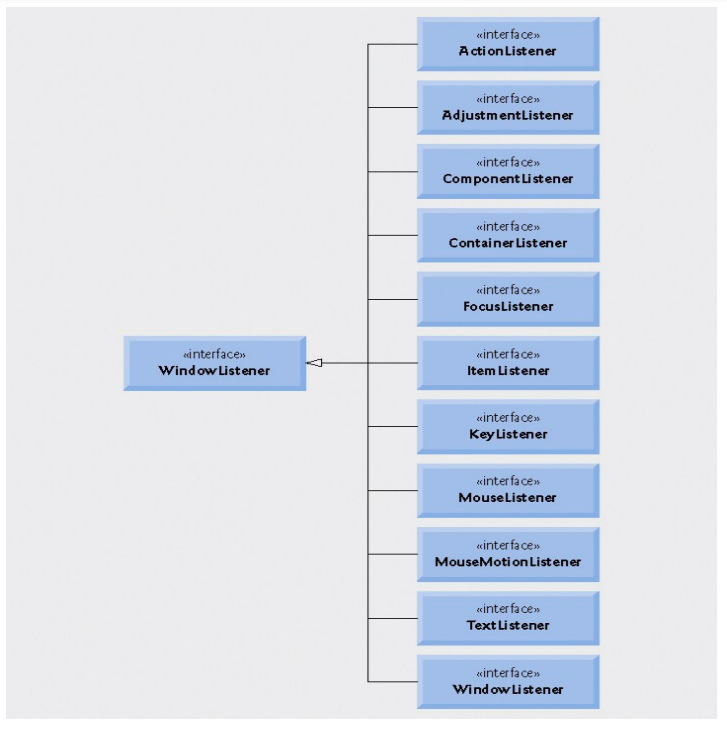 «interface»
ActionListener
«interface»
AdjustmentListener
«interface»
ComponentListener
«interface»
ContainerListener
«interface»
FocusListener
«interface»
WindowListener
«interface»
ItemListener
«interface»
KeyListener
«interface»
MouseListener
«interface»
MouseMotionListener
«interface»
TextListener
«interface»
WindowListener